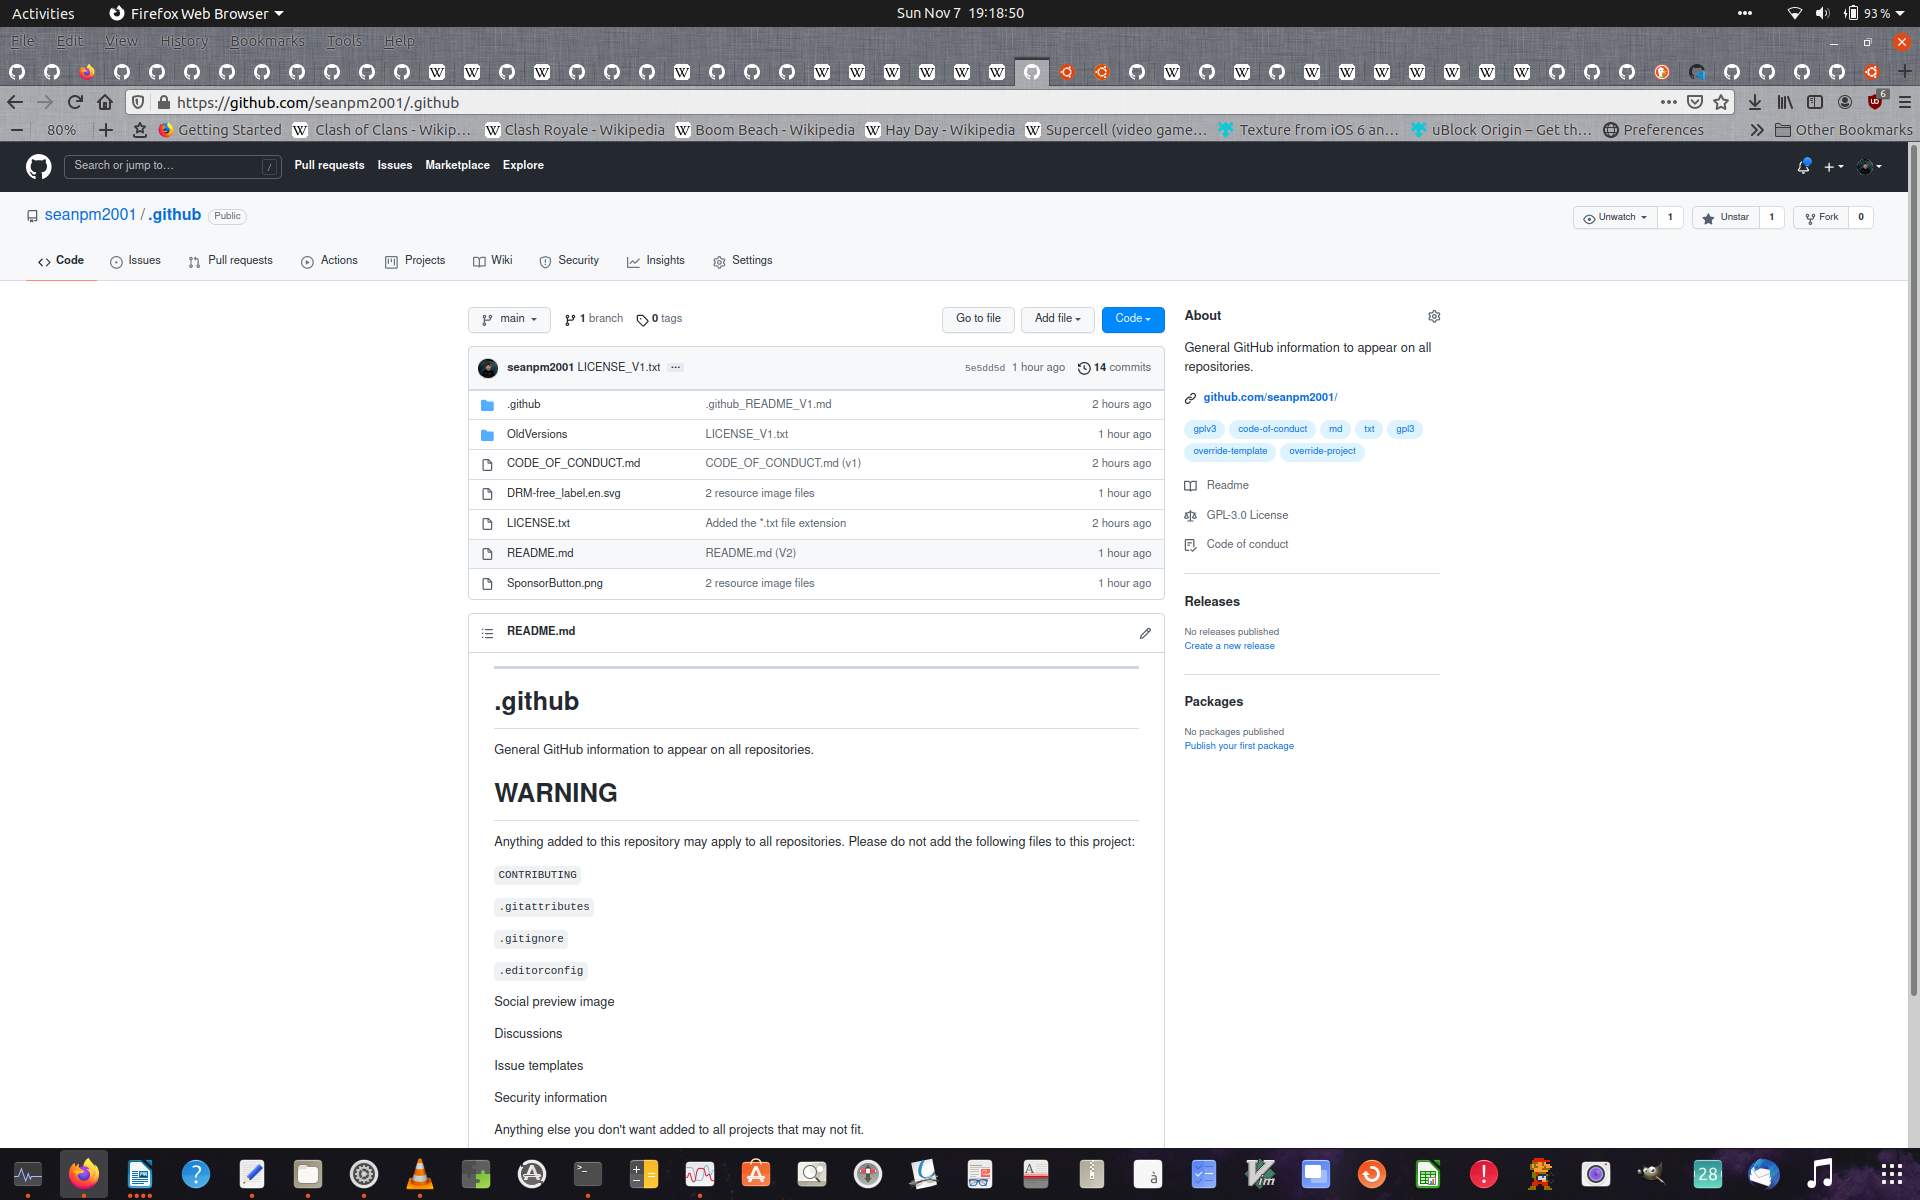 Activities
Firefox Web Browser
Sun Nov 7 19:18:50
93 %
File Edit View History Bookmarks Tools Help
https://github.com/seanpm2001/.github
6
80%
Getting Started
Clash of Clans - Wikip…
Clash Royale - Wikipedia
Boom Beach - Wikipedia
Hay Day - Wikipedia
Supercell (video game…
Texture from iOS 6 an…
uBlock Origin – Get th…
Preferences
Other Bookmarks
Search or jump to…
/
Pull requests
Issues
Marketplace
Explore
seanpm2001 / .github
Public
Unwatch 1
Unstar 1
Fork 0
Code
Issues
Pull requests
Actions
Projects
Wiki
Security
Insights
Settings
main
1 branch
0 tags
Go to file
Add file
Code
seanpm2001 LICENSE_V1.txt ...
5e5dd5d 1 hour ago
14 commits
.github .github_README_V1.md 2 hours ago
OldVersions LICENSE_V1.txt 1 hour ago
CODE_OF_CONDUCT.md CODE_OF_CONDUCT.md (v1) 2 hours ago
DRM-free_label.en.svg 2 resource image files 1 hour ago
LICENSE.txt Added the *.txt file extension 2 hours ago
README.md README.md (V2) 1 hour ago
SponsorButton.png 2 resource image files 1 hour ago
README.md
.github
General GitHub information to appear on all repositories.
WARNING
Anything added to this repository may apply to all repositories. Please do not add the following files to this project:
CONTRIBUTING
.gitattributes
.gitignore
.editorconfig
Social preview image
Discussions
Issue templates
Security information
Anything else you don't want added to all projects that may not fit.
About
General GitHub information to appear on all
repositories.
github.com/seanpm2001/
gplv3 code-of-conduct md txt gpl3
override-template override-project
Readme
GPL-3.0 License
Code of conduct
Releases
No releases published
Create a new release
Packages
No packages published
Publish your first package
28